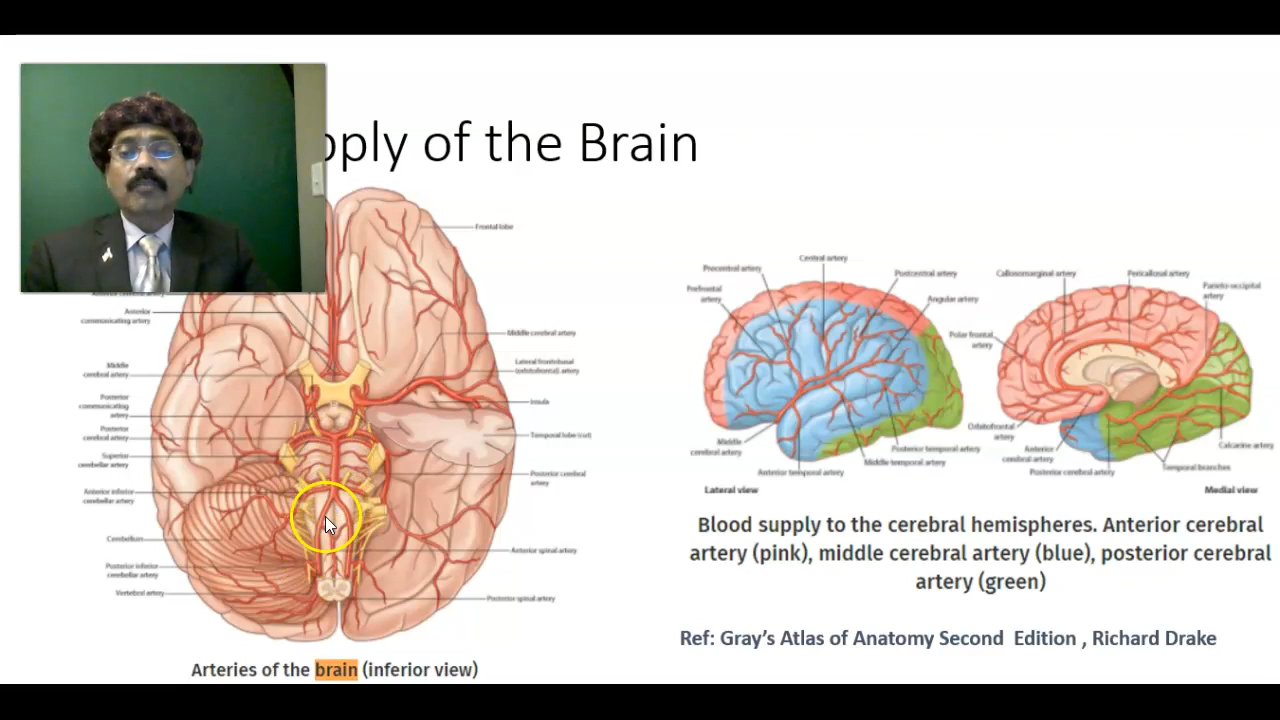 pply of the Brain
Frontal lobe
Anterior
communicating artery
Middle
cerebral artery
Posterior
communicating
artery
Posterior
cerebral artery
Superior
cerebellar artery
Anterior inferior
cerebellar artery
Cerebellum
Posterior inferior
cerebellar artery
Vertebral artery
Middle cerebral artery
Lateral frontobasal
(orbitofrontal) artery
Insula
Temporal lobe (cut)
Posterior cerebral
artery
Anterior spinal artery
Posterior spinal artery
Arteries of the brain (inferior view)
Central artery
Precentral artery
Postcentral artery
Prefrontal
artery
Angular artery
Middle
cerebral artery
Posterior temporal artery
Middle temporal artery
Anterior temporal artery
Lateral view
Callosomarginal artery
Pericallosal artery
Parieto-occipital
artery
Polar frontal
artery
Orbitofrontal
artery
Anterior
cerebral artery
Posterior cerebral artery
Calcarine artery
Temporal branches
Medial view
Blood supply to the cerebral hemispheres. Anterior cerebral
artery (pink), middle cerebral artery (blue), posterior cerebral
artery (green)
Ref: Gray’s Atlas of Anatomy Second Edition , Richard Drake